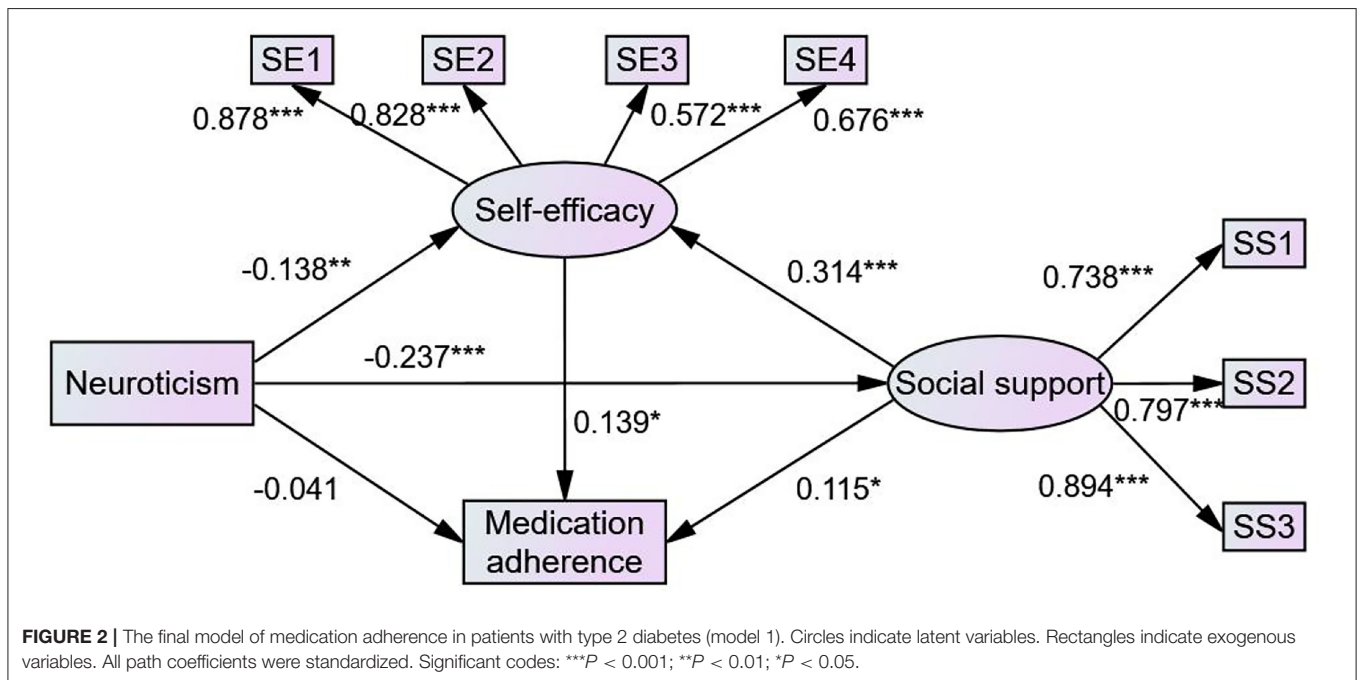 SE1 SE2 SE3 SE4
0.878*** 0.828*** 0.572*** 0.676***
Self-efficacy
SS1
-0.138** 0.314*** 0.738***
Neuroticism -0.237*** Social support SS2
0.797***
0.139*
-0.041 0.115* 0.894***
SS3
Medication
adherence
FIGURE 2 | The final model of medication adherence in patients with type 2 diabetes (model 1). Circles indicate latent variables. Rectangles indicate exogenous
variables. All path coefficients were standardized. Significant codes: ***P < 0.001; **P < 0.01; *P < 0.05.